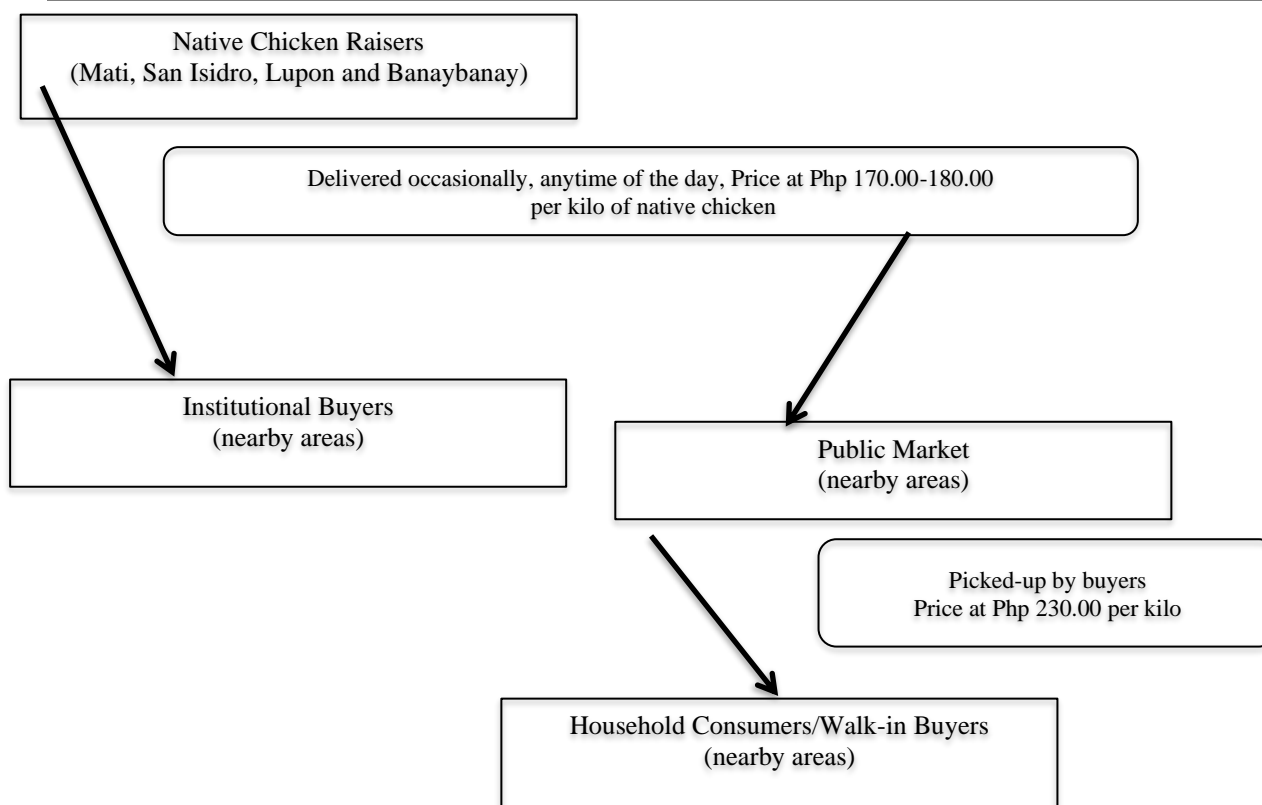 Native Chicken Raisers
(Mati, San Isidro, Lupon and Banaybanay)
Delivered occasionally, anytime of the day, Price at Php 170.00-180.00
per kilo of native chicken
Institutional Buyers
(nearby areas)
Public Market
(nearby areas)
Picked-up by buyers
Price at Php 230.00 per kilo
Household Consumers/Walk-in Buyers
(nearby areas)